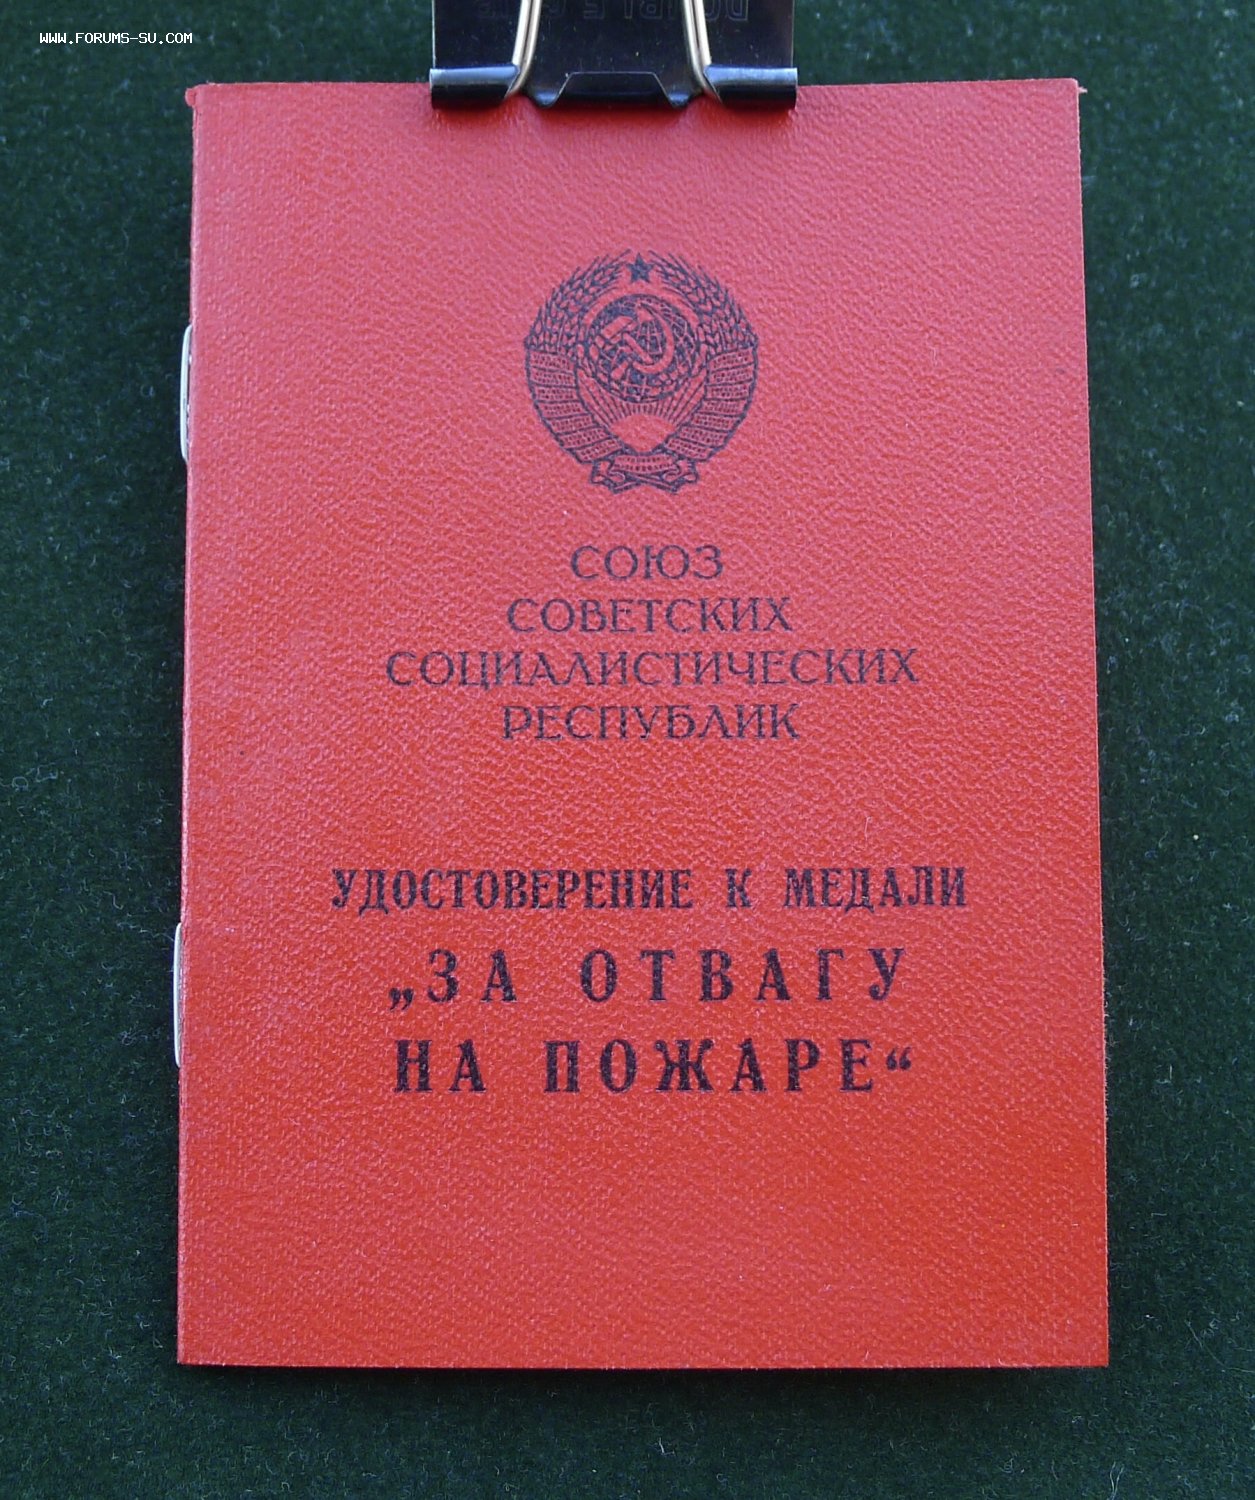 WWW.FORUMS-SU.COM
СОЮЗ
СОВЕТСКИХ
СОЦИАЛИСТИЧЕСКИХ
РЕСПУБЛИК
УДОСТОВЕРЕНИЕ К МЕДАЛИ
„ЗА ОТВАГУ
НА ПОЖАРЕ“